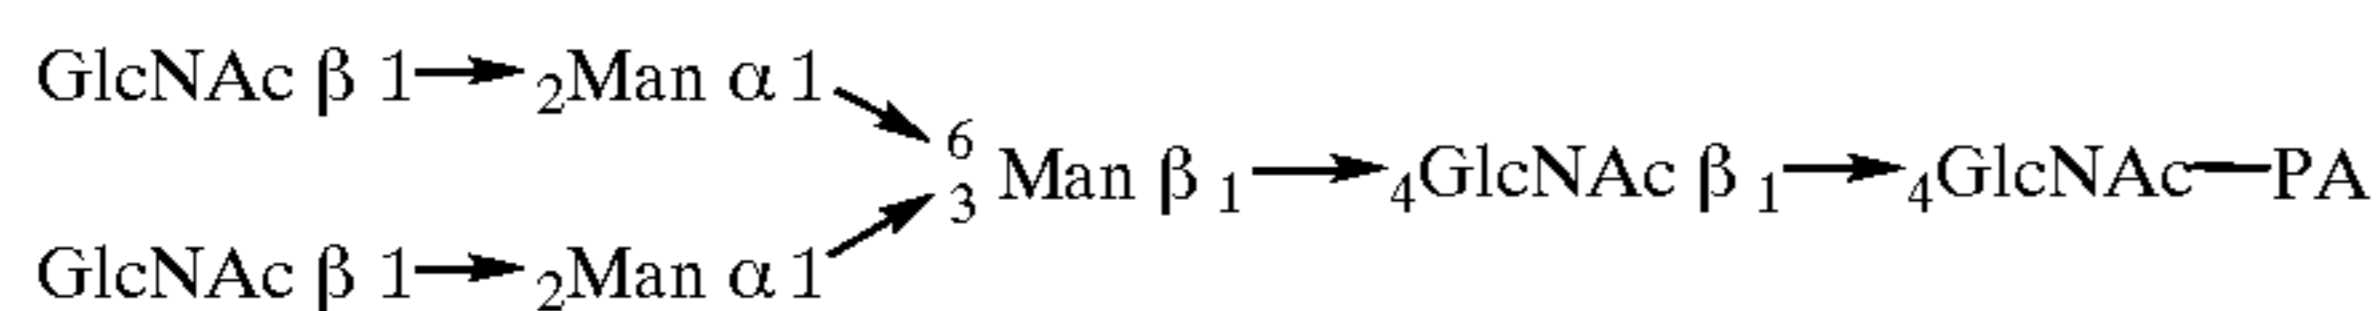 GlcNAc β 1→2Man α 1
6
Man β 1→4GlcNAc β 1→4GlcNAc—PA
3
GlcNAc β 1→2Man α 1